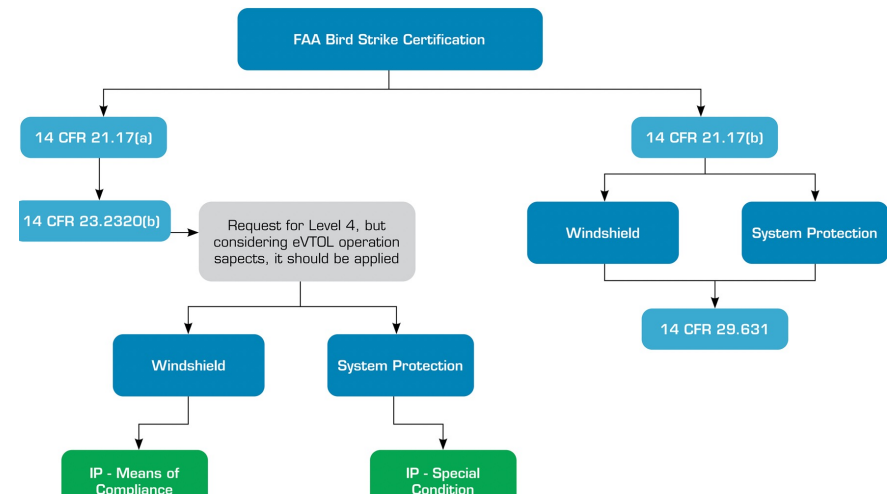 FAA Bird Strike Certification
14 CFR 21.17(a)
14 CFR 21.17(b)
14 CFR 23.2320(b)
Request for Level 4, but
considering eVTOL operation
sapects, it should be applied
Windshield
System Protection
14 CFR 29.631
Windshield
System Protection
IP - Means of
Compliance
IP - Special
Condition